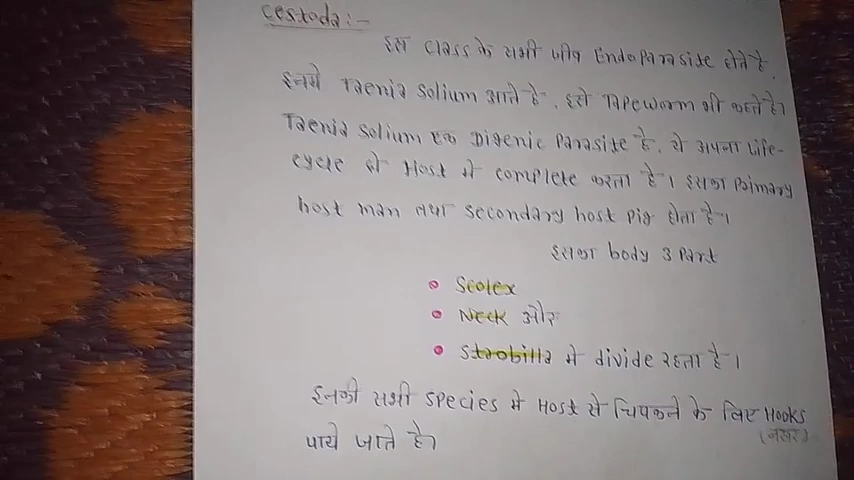 Cestoda:-
इस class के सभी जीव Endoparasite होते है.
इनमे Taenia solium आते है, इसे Tapeworm भी कहते है।
Taenia solium एक Digenic Parasite है, ये अपना Life-
cycle दो Host मे complete करता है। इसका Primary
host man तथा secondary host Pig होता है।
इसका body 3 Part
Scolex
Neck और
Strobilla मे divide रहता है।
इनकी सभी species मे Host से चिपकने के लिए Hooks
पाये जाते है।